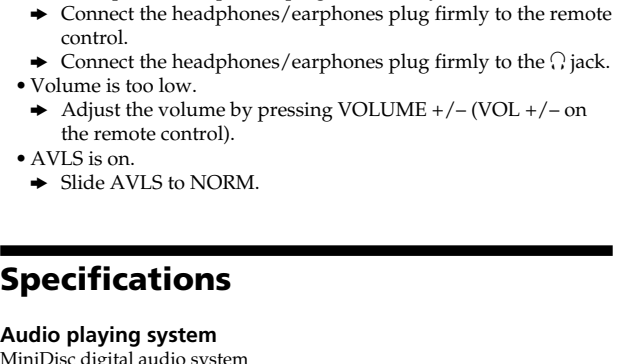 ➜ Connect the headphones/earphones plug firmly to the remote
control.
➜ Connect the headphones/earphones plug firmly to the 🎧 jack.
• Volume is too low.
➜ Adjust the volume by pressing VOLUME +/– (VOL +/– on
the remote control).
• AVLS is on.
➜ Slide AVLS to NORM.
Specifications
Audio playing system
MiniDisc digital audio system